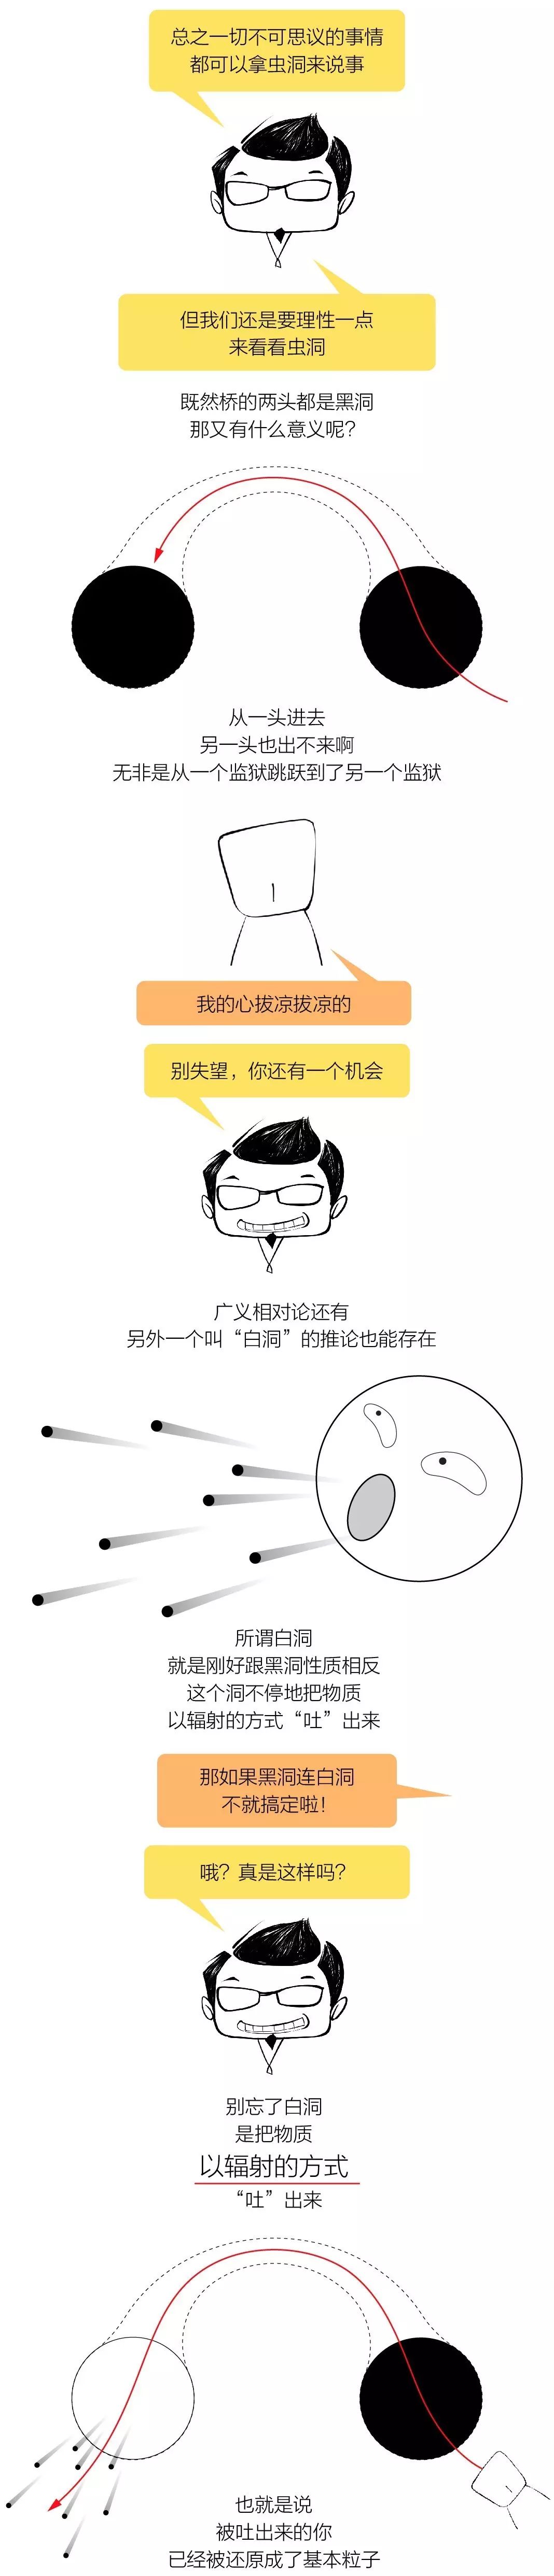 总之一切不可思议的事情
都可以拿虫洞来说事
但我们还是要理性一点
来看看虫洞
既然桥的两头都是黑洞
那又有什么意义呢？
从一头进去
另一头也出不来啊
无非是从一个监狱跳跃到了另一个监狱
我的心拔凉拔凉的
别失望，你还有一个机会
广义相对论还有
另外一个叫“白洞”的推论也能存在
所谓白洞
就是刚好跟黑洞性质相反
这个洞不停地把物质
以辐射的方式“吐”出来
那如果黑洞连白洞
不就搞定啦！
哦？真是这样吗？
别忘了白洞
是把物质
以辐射的方式
“吐”出来
也就是说
被吐出来的你
已经被还原成了基本粒子